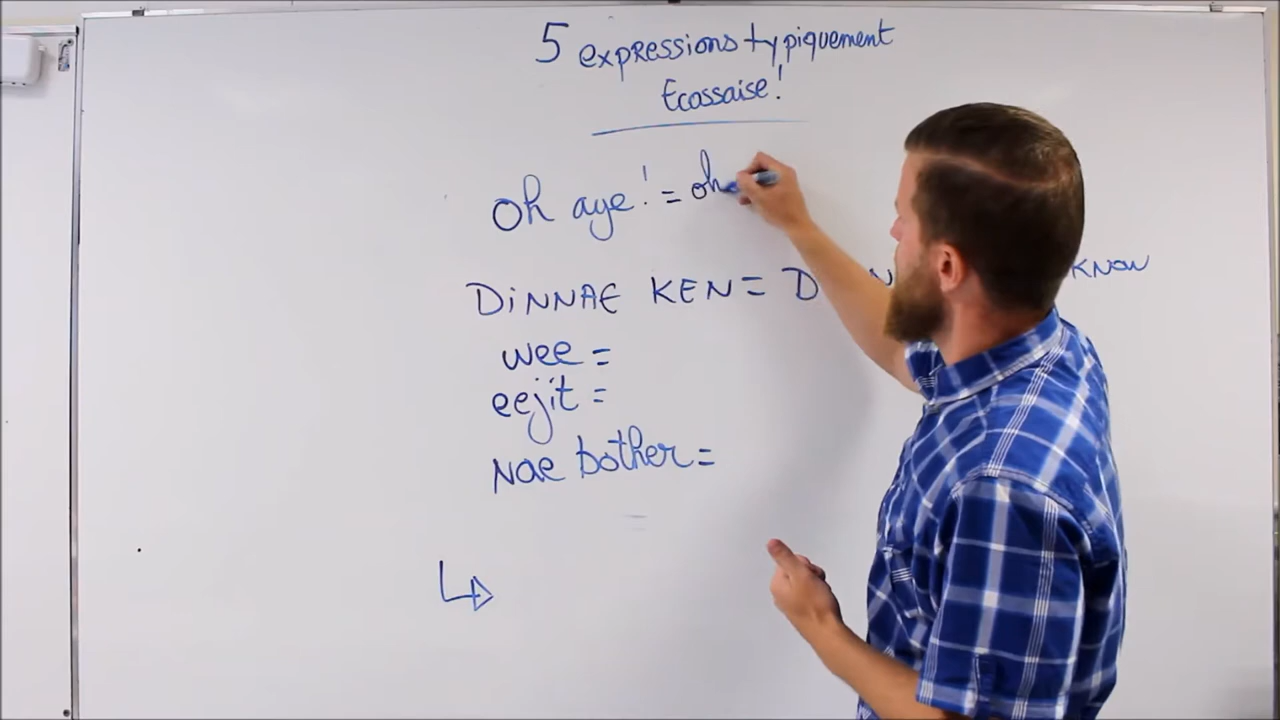 5 expressions typiquement
Ecossaise!
Oh aye! = oh
DiNNAE KEN = D KNOW
wee =
eejit =
Nae bother =